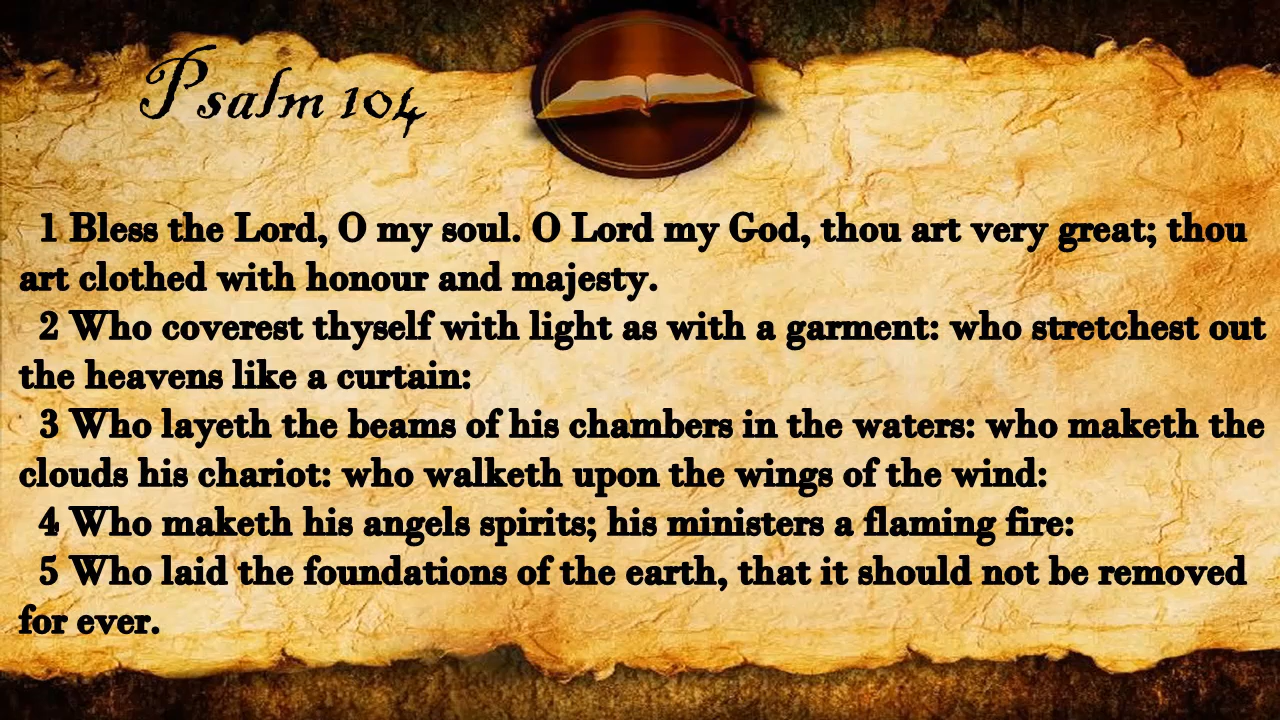 Psalm 104
1 Bless the Lord, O my soul. O Lord my God, thou art very great; thou
art clothed with honour and majesty.
2 Who coverest thyself with light as with a garment: who stretchest out
the heavens like a curtain:
3 Who layeth the beams of his chambers in the waters: who maketh the
clouds his chariot: who walketh upon the wings of the wind:
4 Who maketh his angels spirits; his ministers a flaming fire:
5 Who laid the foundations of the earth, that it should not be removed
for ever.